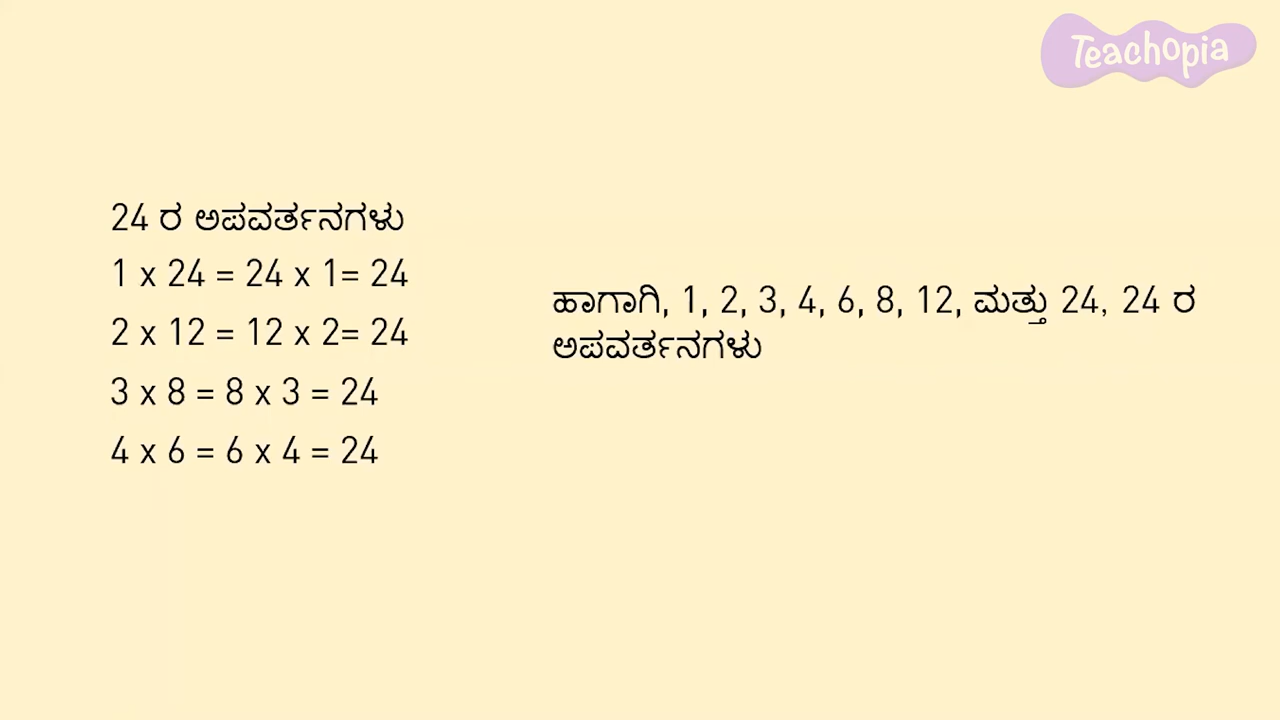 Teachopia
24 ರ ಅಪವರ್ತನಗಳು
1 x 24 = 24 x 1= 24
2 x 12 = 12 x 2= 24
3 x 8 = 8 x 3 = 24
4 x 6 = 6 x 4 = 24
ಹಾಗಾಗಿ, 1, 2, 3, 4, 6, 8, 12, ಮತ್ತು 24, 24 ರ
ಅಪವರ್ತನಗಳು